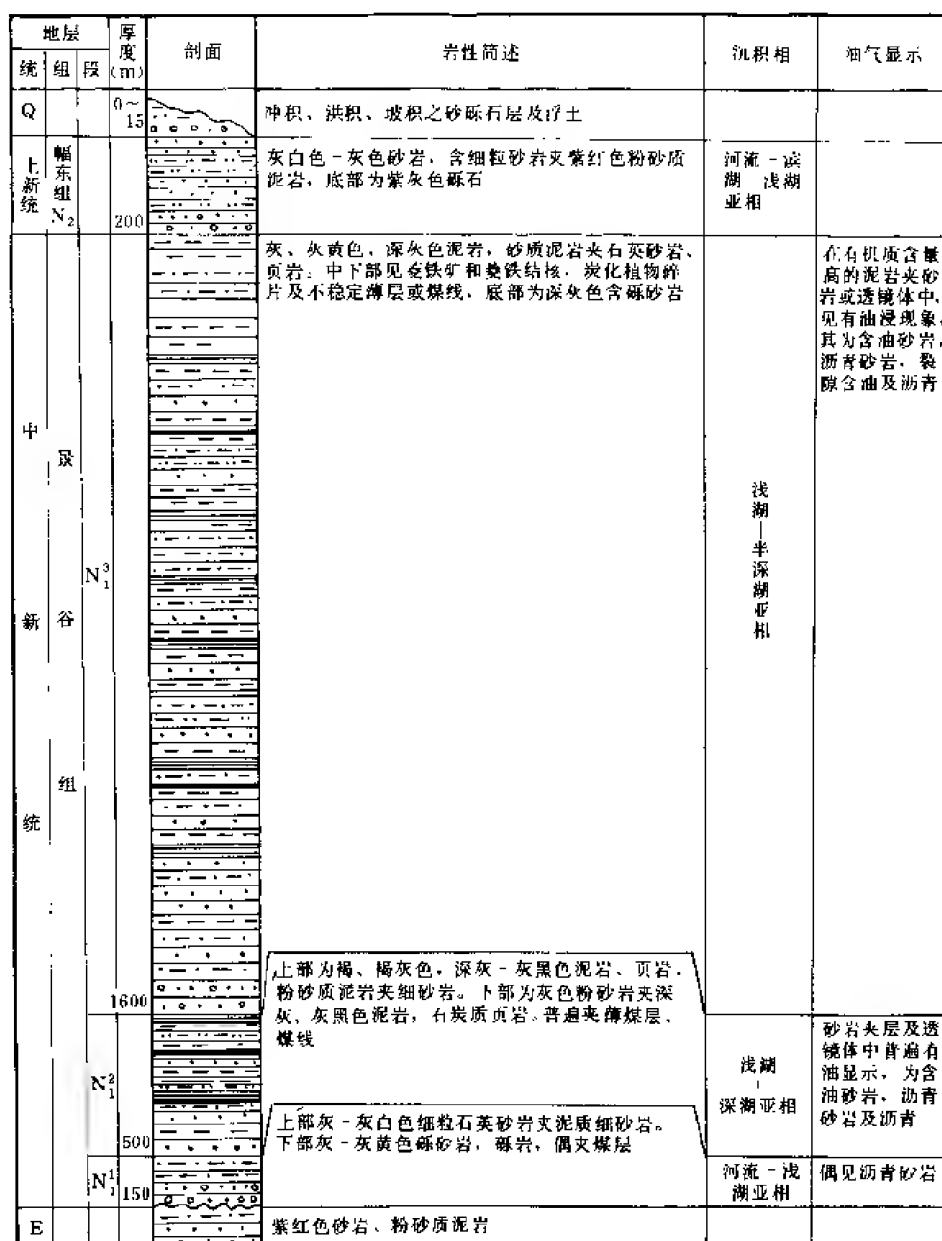 地层
厚度(m)
剖面
岩性简述
沉积相
油气显示
统 组 段
Q
0～15
冲积、洪积、坡积之砂砾石层及浮土
上新统
幅东组 N₂
200
灰白色-灰色砂岩，含细粒砂岩夹紫红色粉砂质
泥岩，底部为紫灰色砾石
河流-滨
湖 浅湖
亚相
中新统
谷组
N₁³
1600
灰、灰黄色，深灰色泥岩，砂质泥岩夹石英砂岩、
页岩；中下部见菱铁矿和菱铁结核，炭化植物碎
片及不稳定薄层或煤线，底部为深灰色含砾砂岩
浅湖—半深湖亚相
在有机质含量
高的泥岩夹砂
岩或透镜体中，
见有油浸现象，
其为含油砂岩，
沥青砂岩，裂
隙含油及沥青
N₁²
500
上部为褐、褐灰色，深灰-灰黑色泥岩、页岩，
粉砂质泥岩夹细砂岩。下部为灰色粉砂岩夹深
灰、灰黑色泥岩，石炭质页岩。普遍夹薄煤层、
煤线
浅湖
-
深湖亚相
砂岩夹层及透
镜体中普遍有
油显示，为含
油砂岩，沥青
砂岩及沥青
N₁¹
150
上部灰-灰白色细粒石英砂岩夹泥质细砂岩。
下部灰-灰黄色砾砂岩，砾岩，偶夹煤层
河流-浅
湖亚相
偶见沥青砂岩
E
紫红色砂岩、粉砂质泥岩